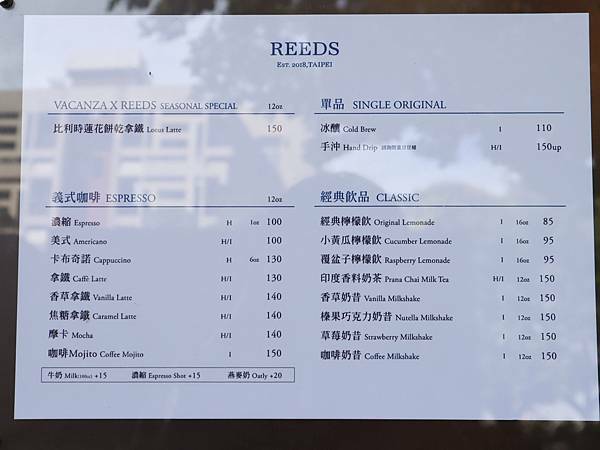 REEDS
EST. 2018,TAIPEI
VACANZA X REEDS SEASONAL SPECIAL 12oz
比利時蓮花餅乾拿鐵 Locus Latte 150
義式咖啡 ESPRESSO 12oz
濃縮 Espresso H 1oz 100
美式 Americano H/I 100
卡布奇諾 Cappuccino H 6oz 130
拿鐵 Caffè Latte H/I 130
香草拿鐵 Vanilla Latte H/I 140
焦糖拿鐵 Caramel Latte H/I 140
摩卡 Mocha H/I 140
咖啡Mojito Coffee Mojito I 150
牛奶 Milk(100cc) +15 濃縮 Espresso Shot +15 燕麥奶 Oatly +20
單品 SINGLE ORIGINAL
冰釀 Cold Brew I 110
手沖 Hand Drip H/I 150up
經典飲品 CLASSIC
經典檸檬飲 Original Lemonade I 16oz 85
小黃瓜檸檬飲 Cucumber Lemonade I 16oz 95
覆盆子檸檬飲 Raspberry Lemonade I 16oz 95
印度香料奶茶 Prana Chai Milk Tea H/I 12oz 150
香草奶昔 Vanilla Milkshake I 12oz 150
榛果巧克力奶昔 Nutella Milkshake I 12oz 150
草莓奶昔 Strawberry Milkshake I 12oz 150
咖啡奶昔 Coffee Milkshake I 12oz 150